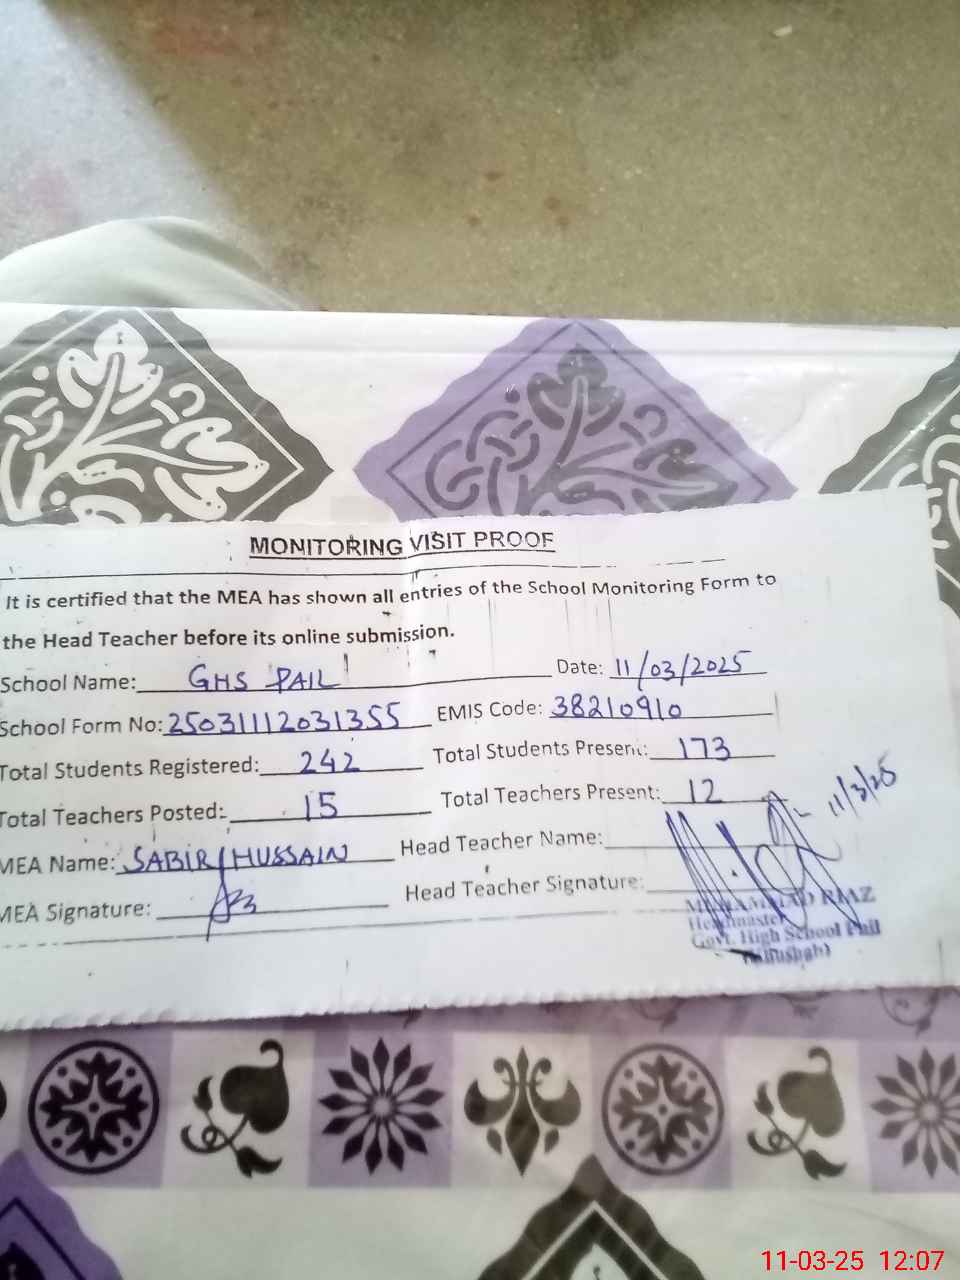 MONITORING VISIT PROOF
It is certified that the MEA has shown all entries of the School Monitoring Form to
the Head Teacher before its online submission.
School Name: GHS PAIL Date: 11/03/2025
School Form No: 25031112031355 EMIS Code: 38210910
Total Students Registered: 242 Total Students Present: 173
Total Teachers Posted: 15 Total Teachers Present: 12
11/3/25
MEA Name: SABIR HUSSAIN Head Teacher Name:
MEA Signature: Head Teacher Signature:
MUHAMMAD RIAZ
Headmaster
Govt. High School Pail
(Khushab)
11-03-25 12:07